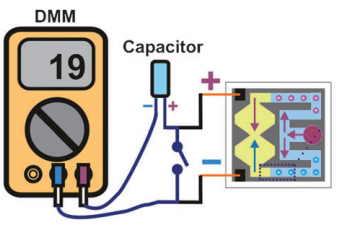 DMM
19
Capacitor
- +
+
-